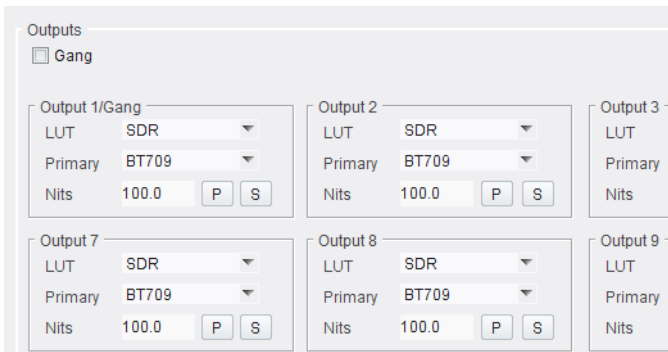 Outputs
Gang
Output 1/Gang
LUT SDR
Primary BT709
Nits 100.0 P S
Output 2
LUT SDR
Primary BT709
Nits 100.0 P S
Output 3
LUT
Primary
Nits
Output 7
LUT SDR
Primary BT709
Nits 100.0 P S
Output 8
LUT SDR
Primary BT709
Nits 100.0 P S
Output 9
LUT
Primary
Nits